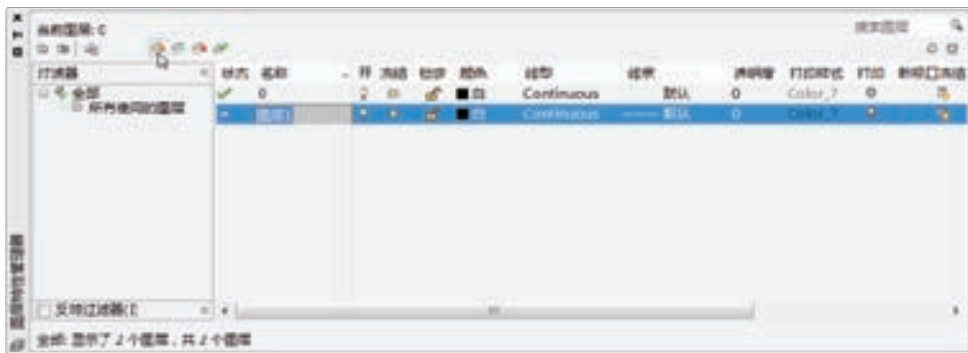 当前图层: 0
搜索图层
过滤器
全部
所有使用的图层
状态 名称 开 冻结 锁定 颜色 线型 线宽 透明度 打印样式 打印 新视口冻结
0 白 Continuous 默认 0 Color_7
图层1 白 Continuous 默认 0 Color_7
反转过滤器(I)
全部: 显示了 2 个图层，共 2 个图层
图层特性管理器